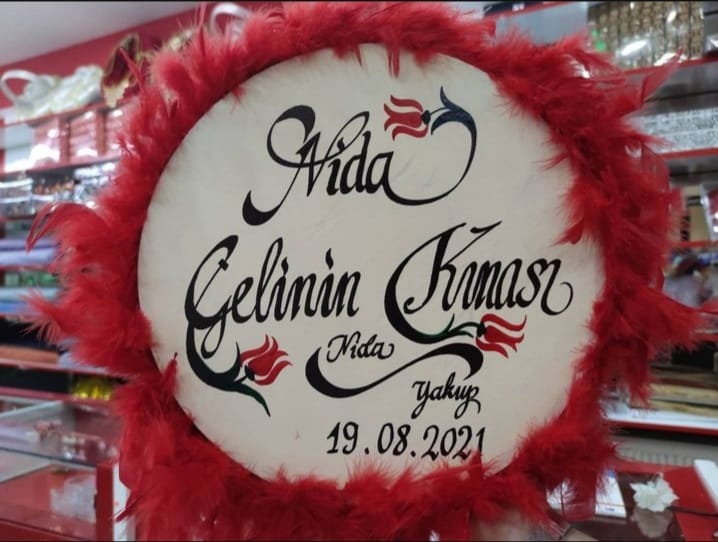 Nida
Gelinin Kınası
Nida
Yakup
19.08.2021